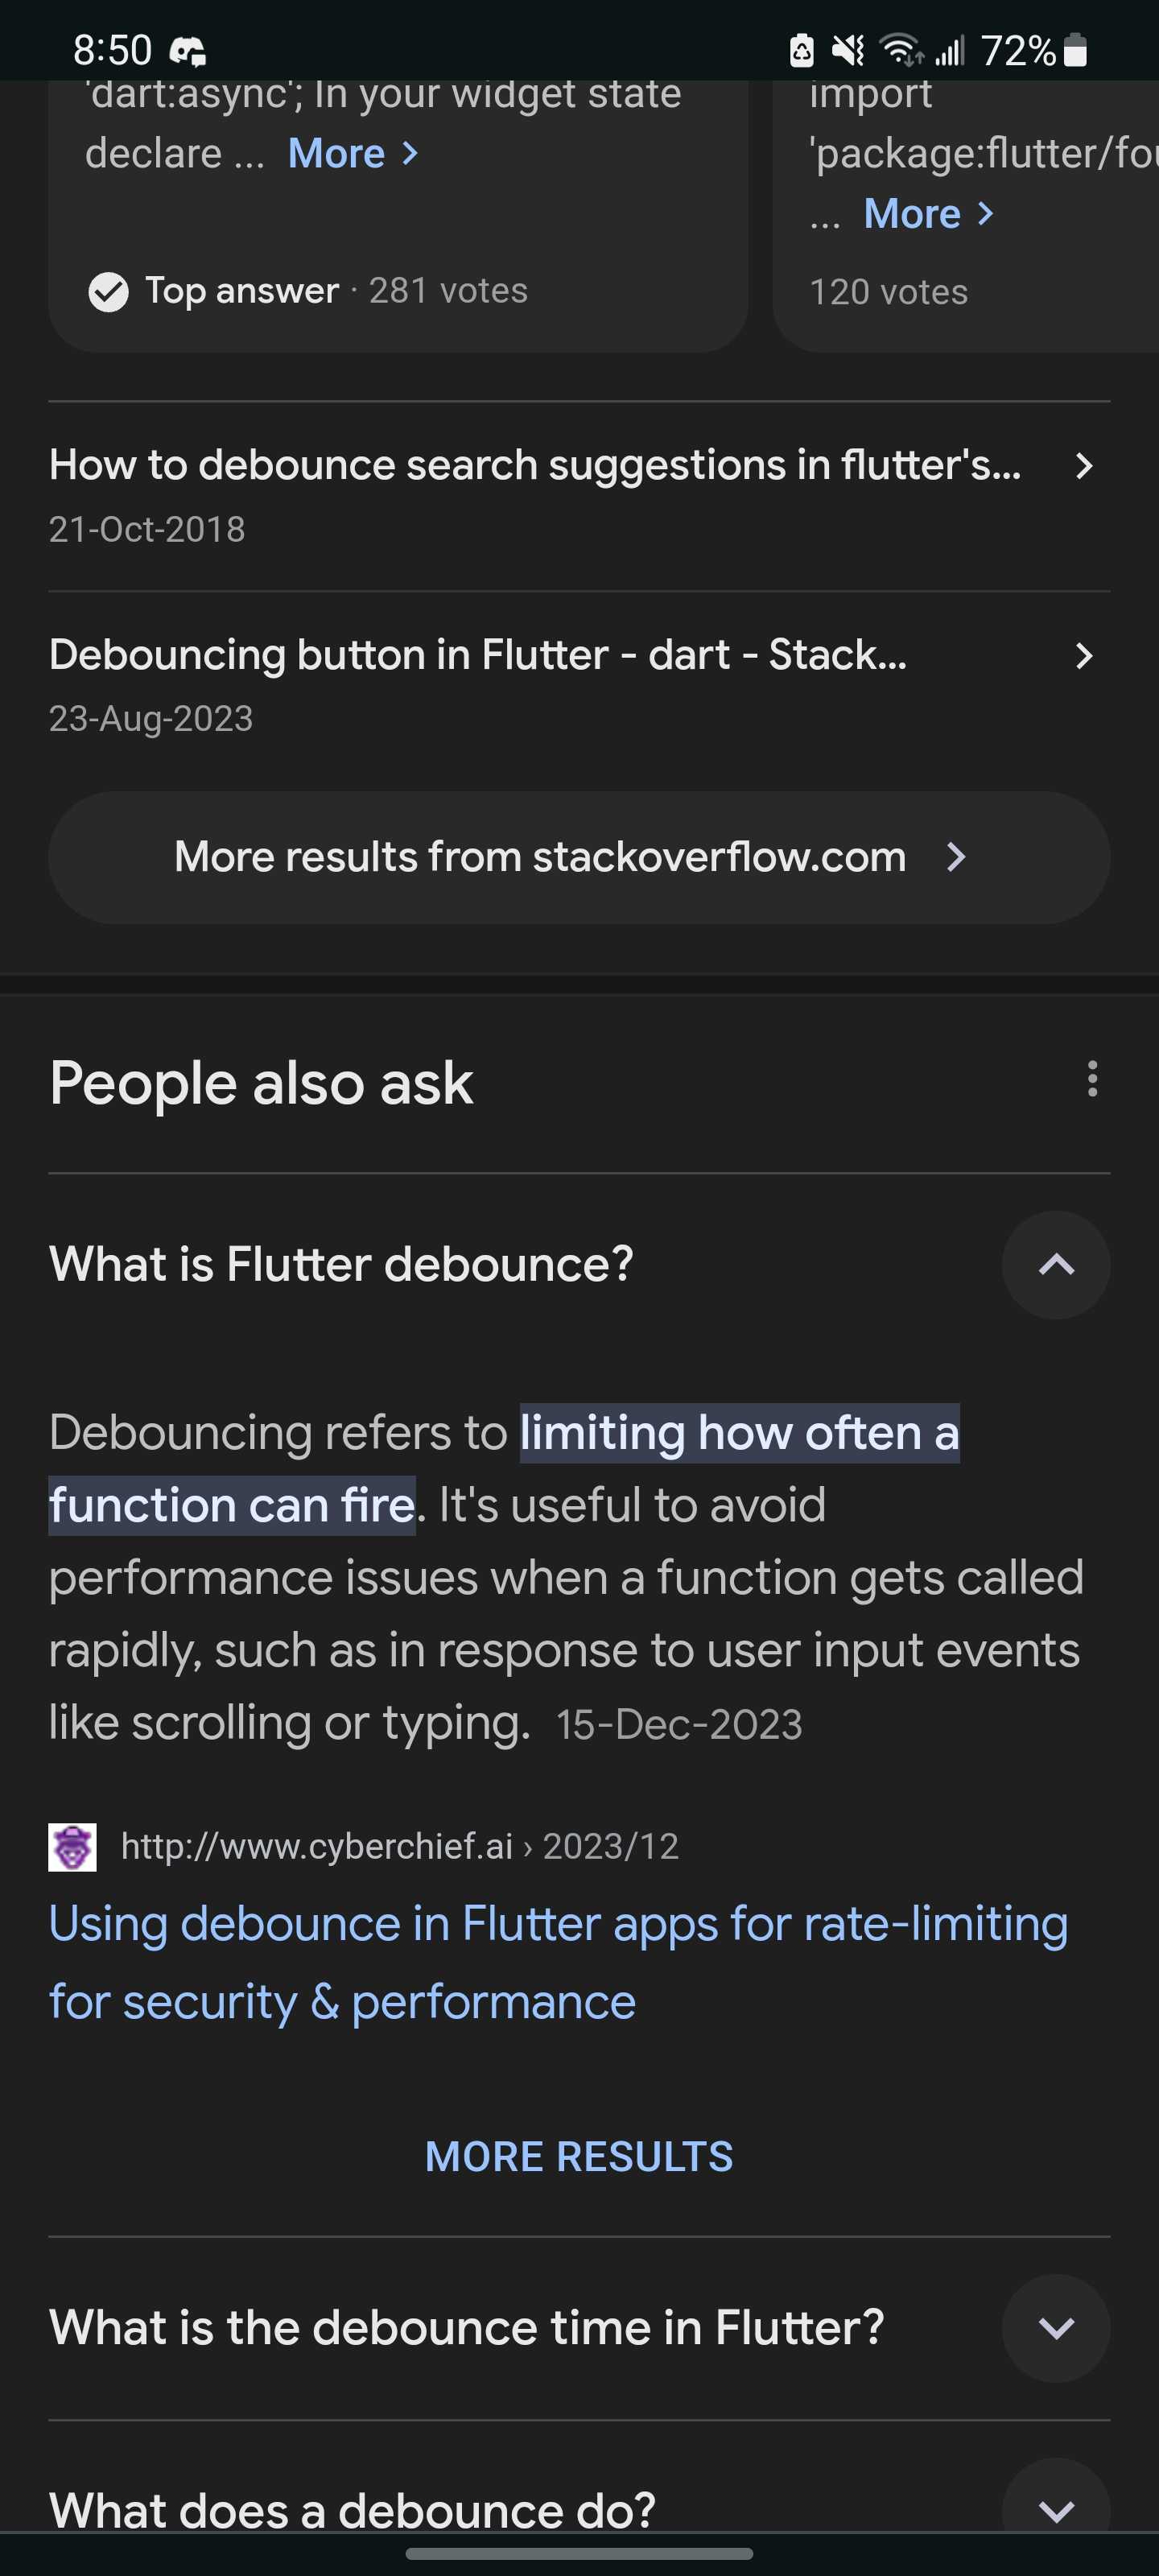 8:50
72%
'dart:async'; In your widget state
declare ... More >
import
'package:flutter/fou
... More >
Top answer · 281 votes
120 votes
How to debounce search suggestions in flutter's...
21-Oct-2018
Debouncing button in Flutter - dart - Stack...
23-Aug-2023
More results from stackoverflow.com
People also ask
What is Flutter debounce?
Debouncing refers to limiting how often a
function can fire. It's useful to avoid
performance issues when a function gets called
rapidly, such as in response to user input events
like scrolling or typing. 15-Dec-2023
http://www.cyberchief.ai › 2023/12
Using debounce in Flutter apps for rate-limiting
for security & performance
MORE RESULTS
What is the debounce time in Flutter?
What does a debounce do?